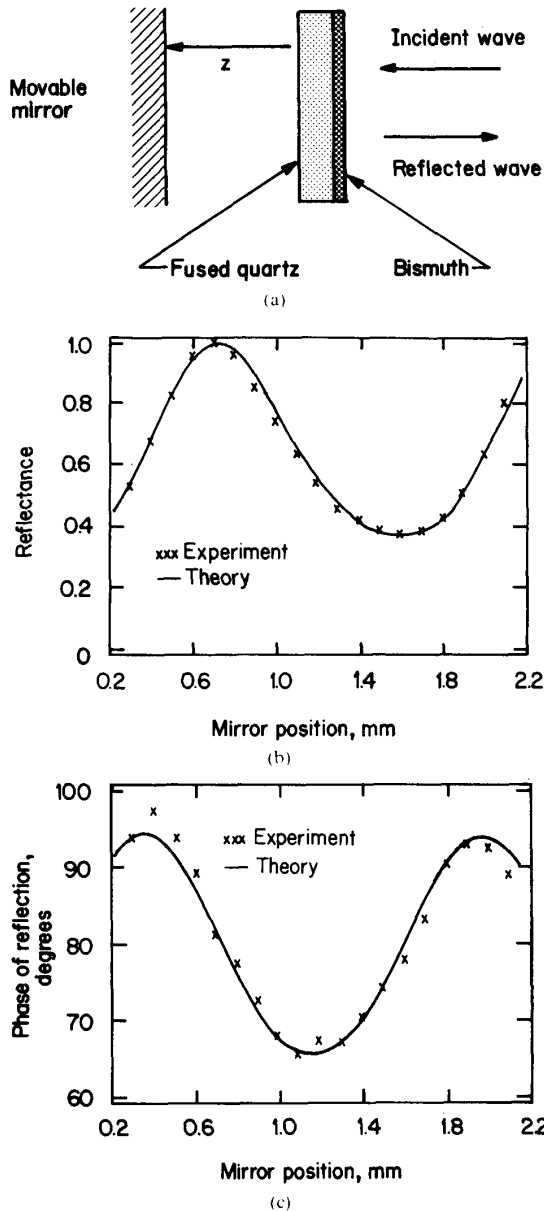 Movable
mirror
z
Incident wave
Reflected wave
Fused quartz
Bismuth
(a)
Reflectance
1.0
0.8
0.6
0.4
0.2
0
xxx Experiment
— Theory
0.2 0.6 1.0 1.4 1.8 2.2
Mirror position, mm
(b)
Phase of reflection,
degrees
100
90
80
70
60
xxx Experiment
— Theory
0.2 0.6 1.0 1.4 1.8 2.2
Mirror position, mm
(c)